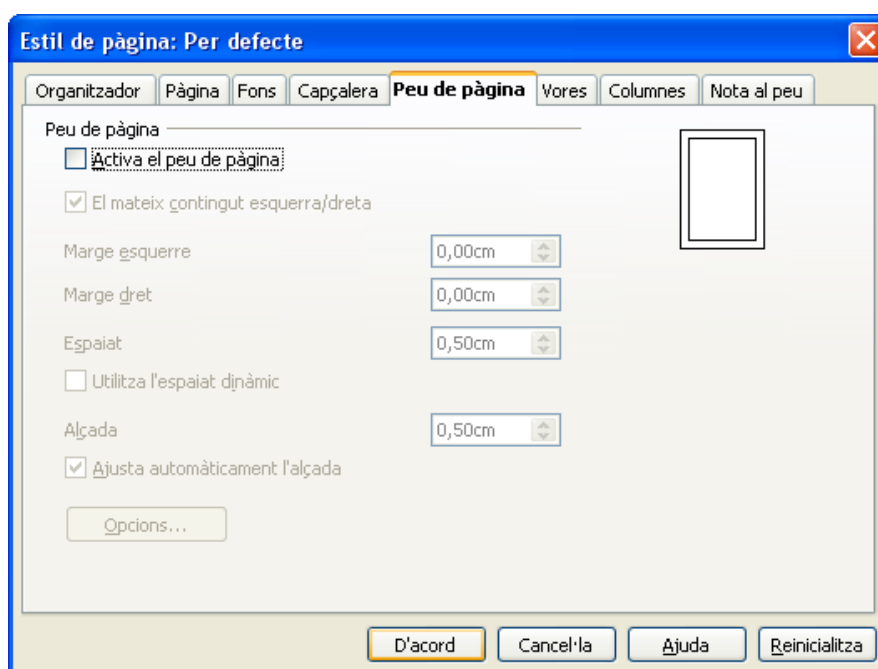 Estil de pàgina: Per defecte
Organitzador Pàgina Fons Capçalera Peu de pàgina Vores Columnes Nota al peu
Peu de pàgina
Activa el peu de pàgina
El mateix contingut esquerra/dreta
Marge esquerre 0,00cm
Marge dret 0,00cm
Espaiat 0,50cm
Utilitza l'espaiat dinàmic
Alçada 0,50cm
Ajusta automàticament l'alçada
Opcions...
D'acord Cancel·la Ajuda Reinicialitza